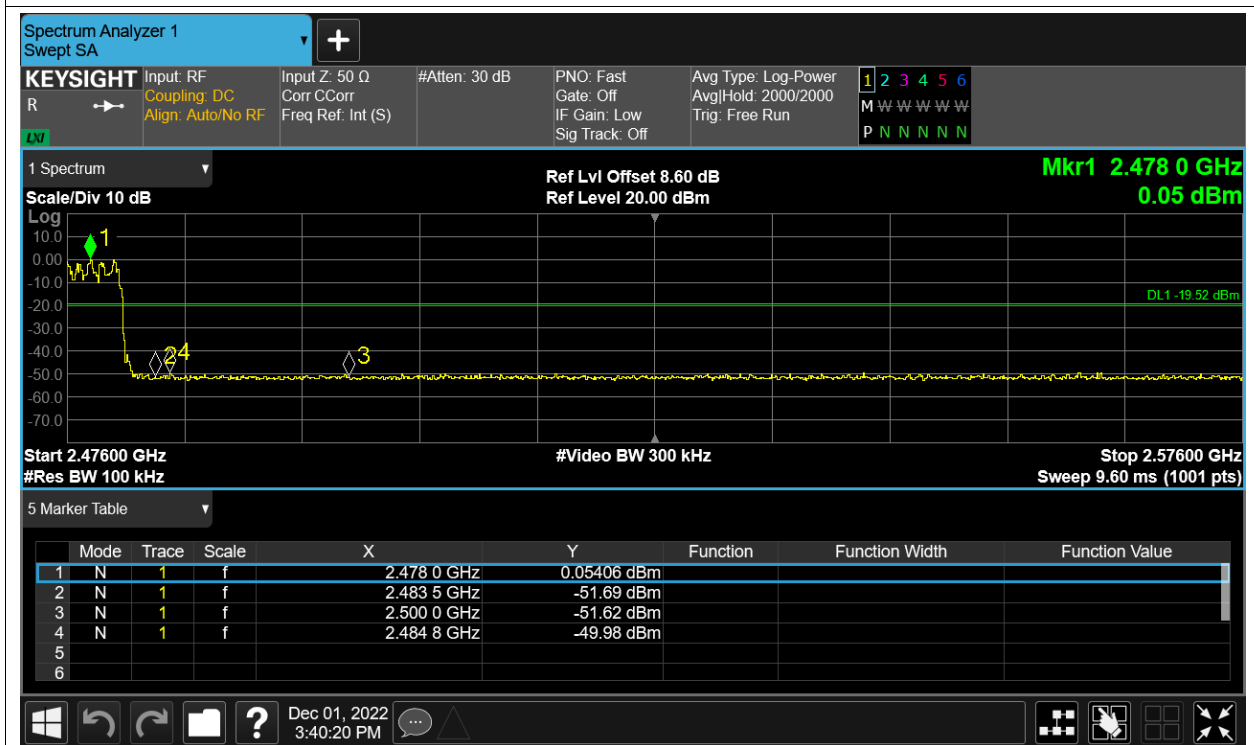 Spectrum Analyzer 1
Swept SA
KEYSIGHT
R
LXI
Input: RF
Coupling: DC
Align: Auto/No RF
Input Z: 50 Ω
Corr CCorr
Freq Ref: Int (S)
#Atten: 30 dB
PNO: Fast
Gate: Off
IF Gain: Low
Sig Track: Off
Avg Type: Log-Power
Avg|Hold: 2000/2000
Trig: Free Run
1 2 3 4 5 6
M W W W W W
P N N N N N
1 Spectrum
Scale/Div 10 dB
Ref Lvl Offset 8.60 dB
Ref Level 20.00 dBm
Mkr1 2.478 0 GHz
0.05 dBm
Log
10.0
0.00
-10.0
-20.0
-30.0
-40.0
-50.0
-60.0
-70.0
1
2 4
3
DL1 -19.52 dBm
Start 2.47600 GHz
#Video BW 300 kHz
Stop 2.57600 GHz
#Res BW 100 kHz
Sweep 9.60 ms (1001 pts)
5 Marker Table
Mode Trace Scale X Y Function Function Width Function Value
1 N 1 f 2.478 0 GHz 0.05406 dBm
2 N 1 f 2.483 5 GHz -51.69 dBm
3 N 1 f 2.500 0 GHz -51.62 dBm
4 N 1 f 2.484 8 GHz -49.98 dBm
5
6
?
Dec 01, 2022
3:40:20 PM